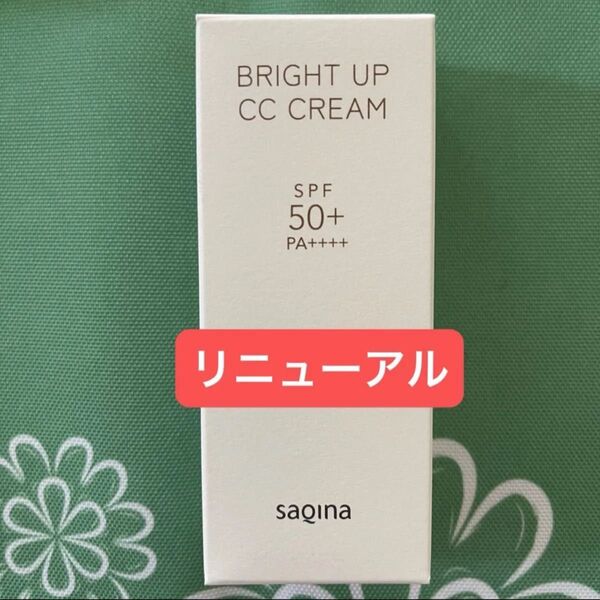 BRIGHT UP
CC CREAM
SPF
50+
PA++++
リニューアル
saQina